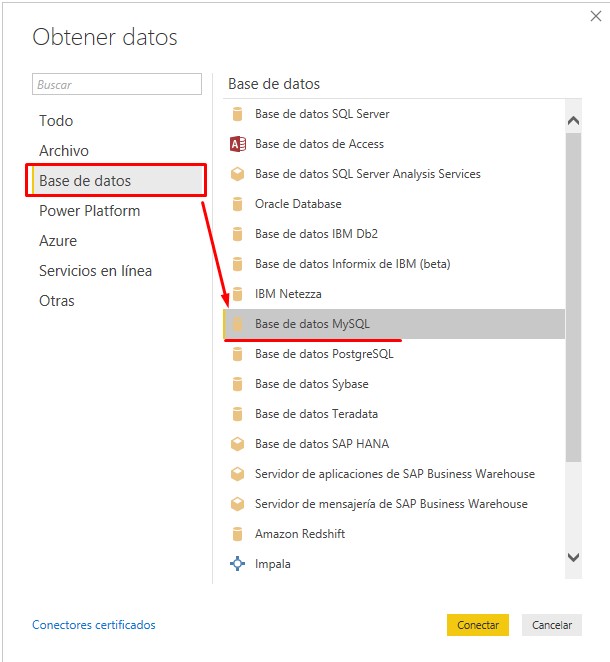 Obtener datos
Buscar
Todo
Archivo
Base de datos
Power Platform
Azure
Servicios en línea
Otras
Base de datos
Base de datos SQL Server
Base de datos de Access
Base de datos SQL Server Analysis Services
Oracle Database
Base de datos IBM Db2
Base de datos Informix de IBM (beta)
IBM Netezza
Base de datos MySQL
Base de datos PostgreSQL
Base de datos Sybase
Base de datos Teradata
Base de datos SAP HANA
Servidor de aplicaciones de SAP Business Warehouse
Servidor de mensajería de SAP Business Warehouse
Amazon Redshift
Impala
Conectores certificados
Conectar
Cancelar